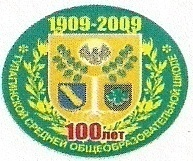 1909-2009
ТУЛАГИНСКОЙ СРЕДНЕЙ ОБЩЕОБРАЗОВАТЕЛЬНОЙ ШКОЛЕ
100 лет